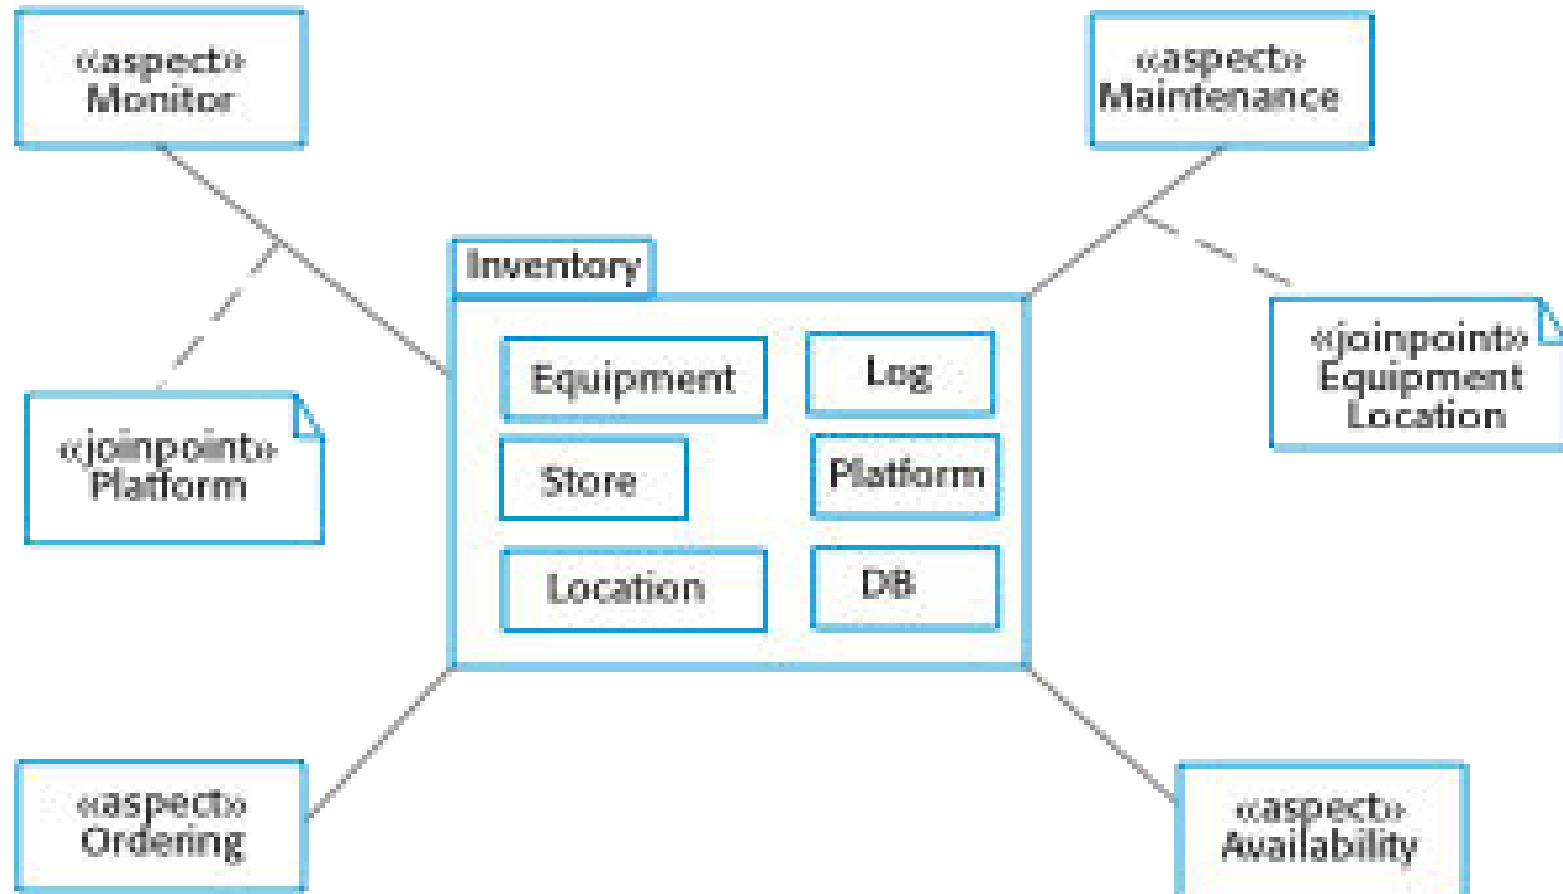 «aspect»
Monitor
«aspect»
Maintenance
Inventory
«joinpoint»
Equipment
Location
Equipment
Log
«joinpoint»
Platform
Store
Platform
Location
DB
«aspect»
Ordering
«aspect»
Availability